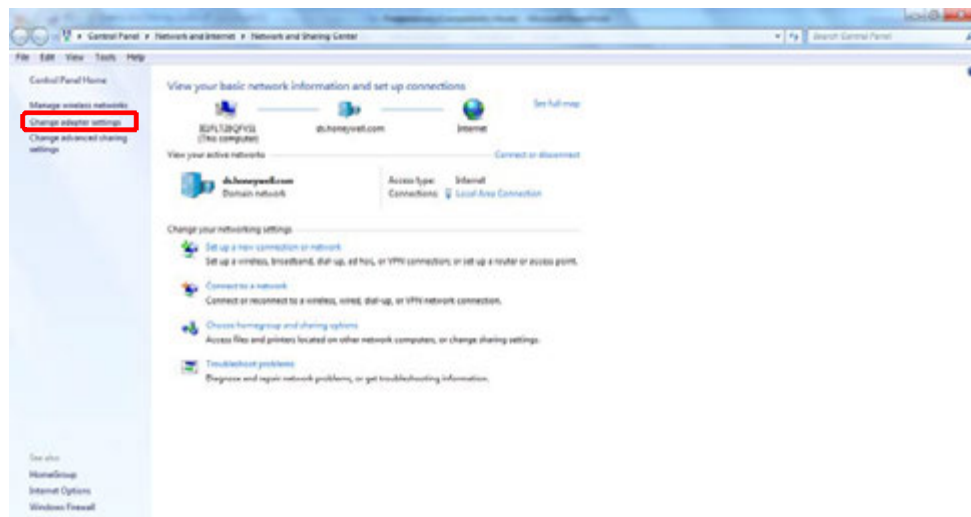 Control Panel ▸ Network and Internet ▸ Network and Sharing Center
Search Control Panel
File Edit View Tools Help
Control Panel Home
Manage wireless networks
Change adapter settings
Change advanced sharing
settings
View your basic network information and set up connections
See full map
(This computer)
ds.honeywell.com
Internet
View your active networks
Connect or disconnect
ds.honeywell.com
Domain network
Access type: Internet
Connections: Local Area Connection
Change your networking settings
Set up a new connection or network
Set up a wireless, broadband, dial-up, ad hoc, or VPN connection; or set up a router or access point.
Connect to a network
Connect or reconnect to a wireless, wired, dial-up, or VPN network connection.
Choose homegroup and sharing options
Access files and printers located on other network computers, or change sharing settings.
Troubleshoot problems
Diagnose and repair network problems, or get troubleshooting information.
See also
HomeGroup
Internet Options
Windows Firewall